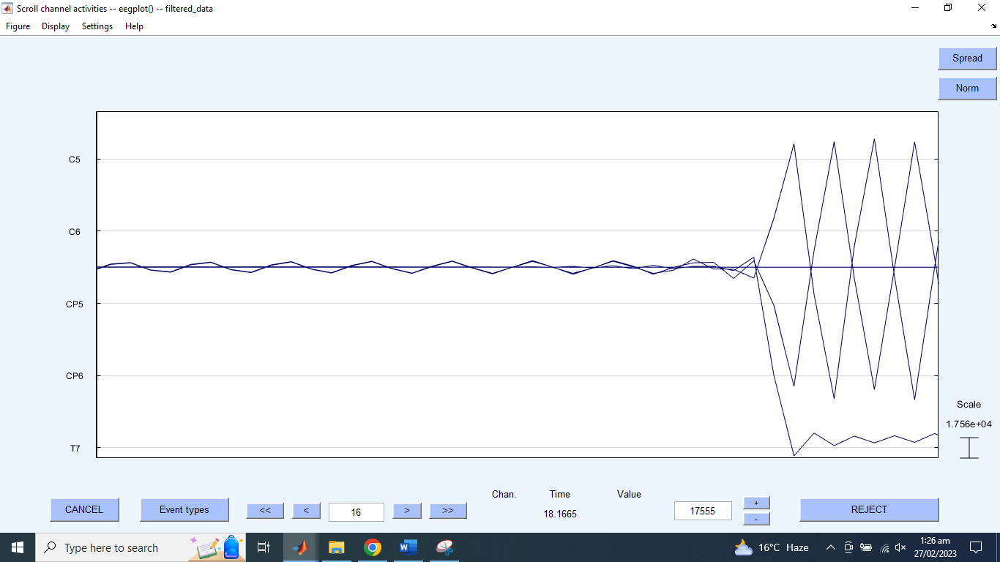 Scroll channel activities -- eegplot() -- filtered_data
Figure Display Settings Help
Spread
Norm
C5
C6
CP5
CP6
T7
Scale
1.756e+04
Chan. Time Value
18.1665
CANCEL
Event types
<<
<
16
>
>>
17555
+
-
REJECT
Type here to search
16°C Haze
1:26 am
27/02/2023